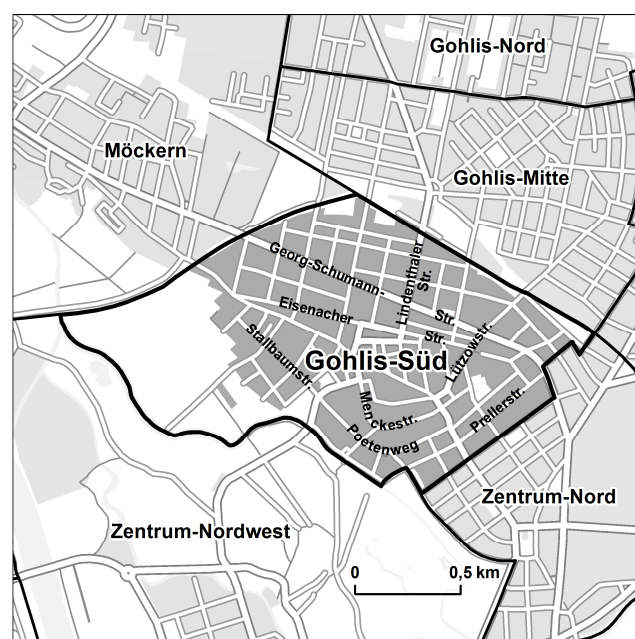 Gohlis-Nord
Möckern
Gohlis-Mitte
Georg-Schumann-
Str.
Lindenthaler
Str.
Eisenacher
Str.
Lützowstr.
Stallbaumstr.
Gohlis-Süd
Menckestr.
Prellerstr.
Poetenweg
Zentrum-Nord
Zentrum-Nordwest
0 0,5 km